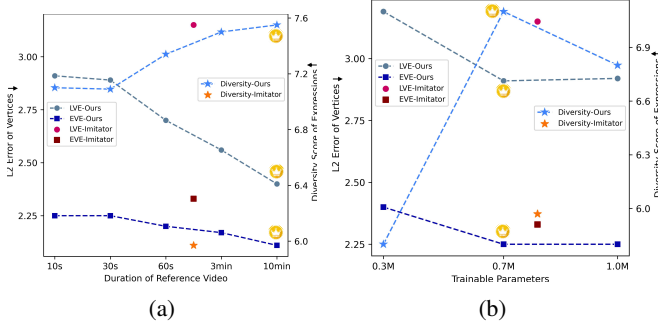 L2 Error of Vertices
3.00
2.75
2.50
2.25
LVE-Ours
EVE-Ours
LVE-Imitator
EVE-Imitator
Diversity-Ours
Diversity-Imitator
7.6
7.2
6.8
6.4
6.0
Diversity Score of Expressions
10s 30s 60s 3min 10min
Duration of Reference Video
(a)
L2 Error of Vertices
3.00
2.75
2.50
2.25
LVE-Ours
EVE-Ours
LVE-Imitator
EVE-Imitator
Diversity-Ours
Diversity-Imitator
6.9
6.6
6.3
6.0
Diversity Score of Expressions
0.3M 0.7M 1.0M
Trainable Parameters
(b)